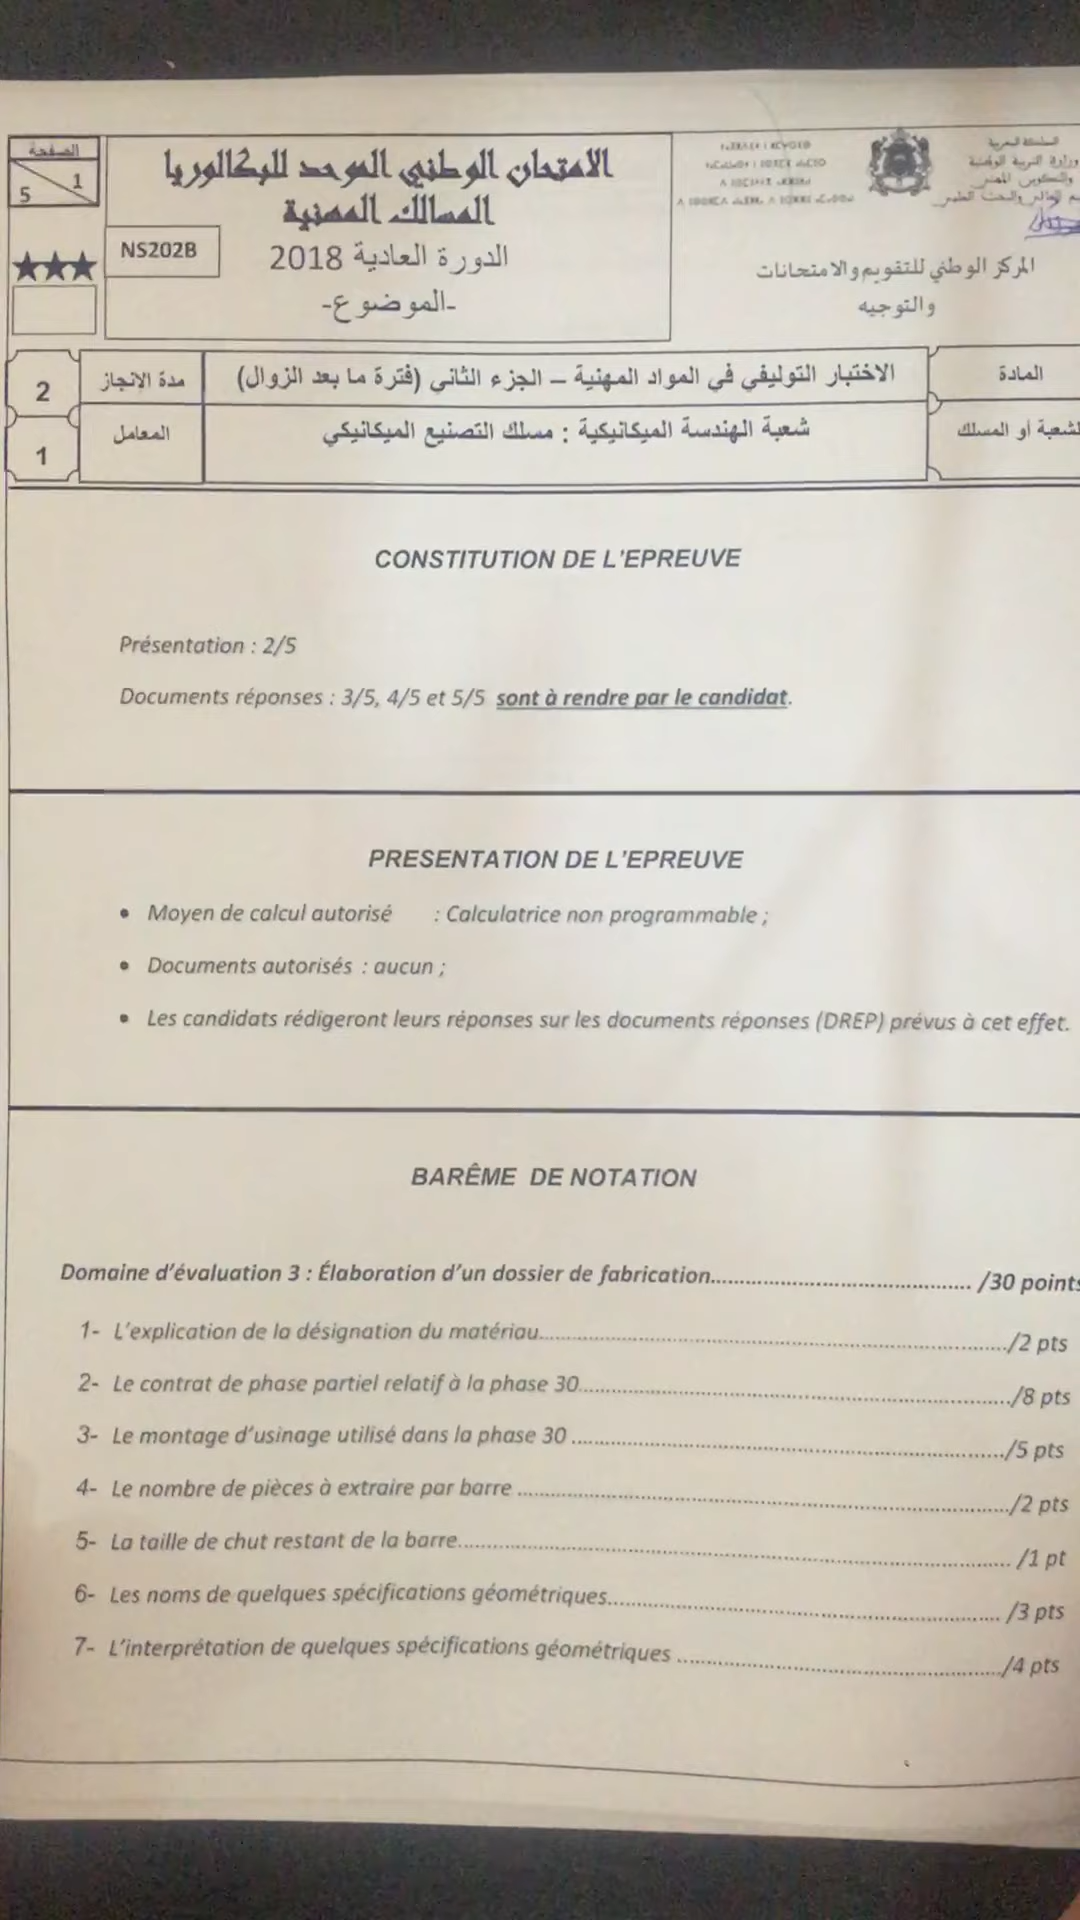 الصفحة
1
5
الامتحان الوطني الموحد للبكالوريا
المسالك المهنية
الدورة العادية 2018
-الموضوع-
NS202B
★★★
المملكة المغربية
وزارة التربية الوطنية
والتكوين المهني
المركز الوطني للتقويم والامتحانات
والتوجيه
المادة
الاختبار التوليفي في المواد المهنية – الجزء الثاني (فترة ما بعد الزوال)
مدة الانجاز
2
الشعبة أو المسلك
شعبة الهندسة الميكانيكية : مسلك التصنيع الميكانيكي
المعامل
1
CONSTITUTION DE L'EPREUVE
Présentation : 2/5
Documents réponses : 3/5, 4/5 et 5/5 sont à rendre par le candidat.
PRESENTATION DE L'EPREUVE
• Moyen de calcul autorisé : Calculatrice non programmable ;
• Documents autorisés : aucun ;
• Les candidats rédigeront leurs réponses sur les documents réponses (DREP) prévus à cet effet.
BARÊME DE NOTATION
Domaine d'évaluation 3 : Élaboration d'un dossier de fabrication.......... /30 points
1- L'explication de la désignation du matériau........../2 pts
2- Le contrat de phase partiel relatif à la phase 30........../8 pts
3- Le montage d'usinage utilisé dans la phase 30 ........../5 pts
4- Le nombre de pièces à extraire par barre ........../2 pts
5- La taille de chut restant de la barre.......... /1 pt
6- Les noms de quelques spécifications géométriques.......... /3 pts
7- L'interprétation de quelques spécifications géométriques ........../4 pts